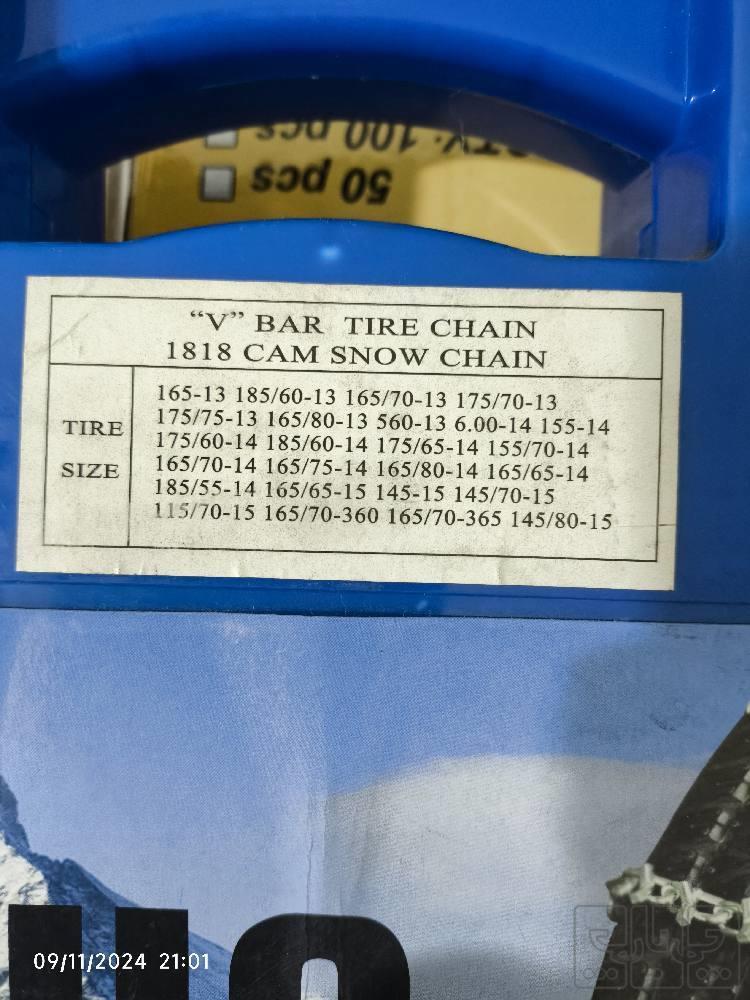 QTY: 100 pcs
50 pcs
“V” BAR TIRE CHAIN
1818 CAM SNOW CHAIN
TIRE SIZE
165-13 185/60-13 165/70-13 175/70-13
175/75-13 165/80-13 560-13 6.00-14 155-14
175/60-14 185/60-14 175/65-14 155/70-14
165/70-14 165/75-14 165/80-14 165/65-14
185/55-14 165/65-15 145-15 145/70-15
115/70-15 165/70-360 165/70-365 145/80-15
09/11/2024 21:01